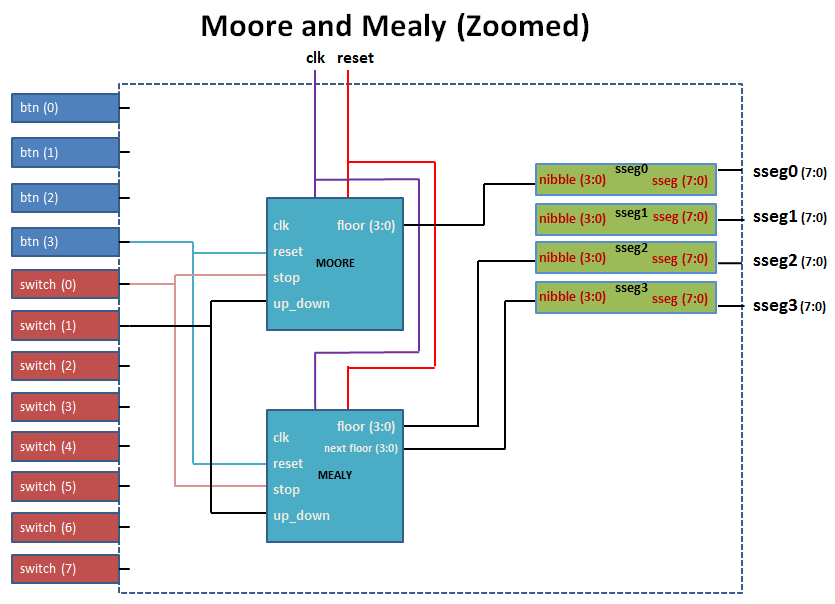 Moore and Mealy (Zoomed)
clk reset
btn (0)
btn (1)
btn (2)
btn (3)
switch (0)
switch (1)
switch (2)
switch (3)
switch (4)
switch (5)
switch (6)
switch (7)
clk floor (3:0)
reset
MOORE
stop
up_down
floor (3:0)
clk
next floor (3:0)
reset
MEALY
stop
up_down
sseg0
nibble (3:0) sseg (7:0)
sseg1
nibble (3:0) sseg (7:0)
sseg2
nibble (3:0) sseg (7:0)
sseg3
nibble (3:0) sseg (7:0)
sseg0 (7:0)
sseg1 (7:0)
sseg2 (7:0)
sseg3 (7:0)